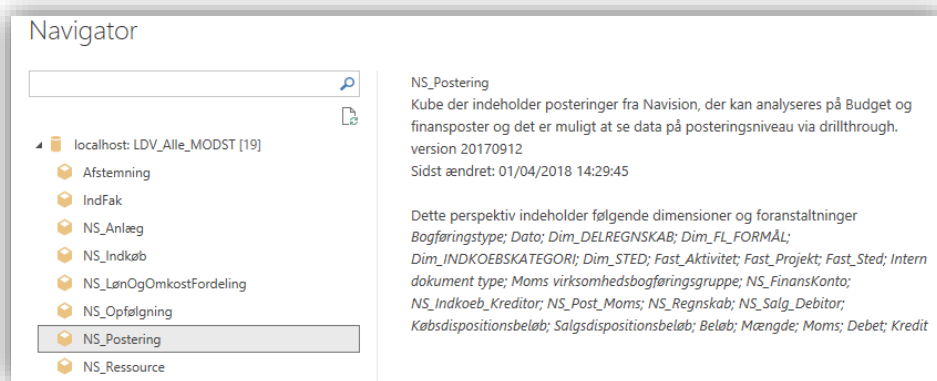 Navigator
localhost: LDV_Alle_MODST [19]
Afstemning
IndFak
NS_Anlæg
NS_Indkøb
NS_LønOgOmkostFordeling
NS_Opfølgning
NS_Postering
NS_Ressource
NS_Postering
Kube der indeholder posteringer fra Navision, der kan analyseres på Budget og
finansposter og det er muligt at se data på posteringsniveau via drillthrough.
version 20170912
Sidst ændret: 01/04/2018 14:29:45
Dette perspektiv indeholder følgende dimensioner og foranstaltninger
Bogføringstype; Dato; Dim_DELREGNSKAB; Dim_FL_FORMÅL;
Dim_INDKOEBSKATEGORI; Dim_STED; Fast_Aktivitet; Fast_Projekt; Fast_Sted; Intern
dokument type; Moms virksomhedsbogføringsgruppe; NS_FinansKonto;
NS_Indkoeb_Kreditor; NS_Post_Moms; NS_Regnskab; NS_Salg_Debitor;
Købsdispositionsbeløb; Salgsdispositionsbeløb; Beløb; Mængde; Moms; Debet; Kredit